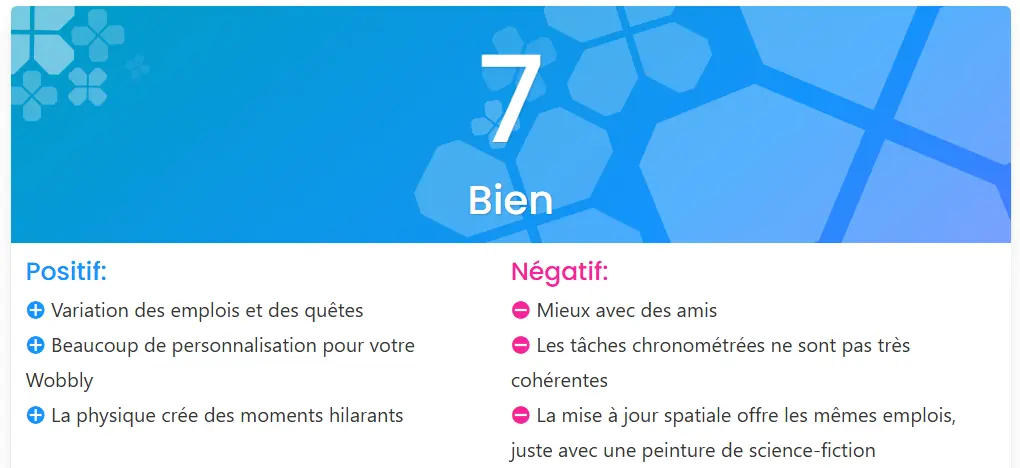 7
Bien
Positif:
Variation des emplois et des quêtes
Beaucoup de personnalisation pour votre
Wobbly
La physique crée des moments hilarants
Négatif:
Mieux avec des amis
Les tâches chronométrées ne sont pas très
cohérentes
La mise à jour spatiale offre les mêmes emplois,
juste avec une peinture de science-fiction